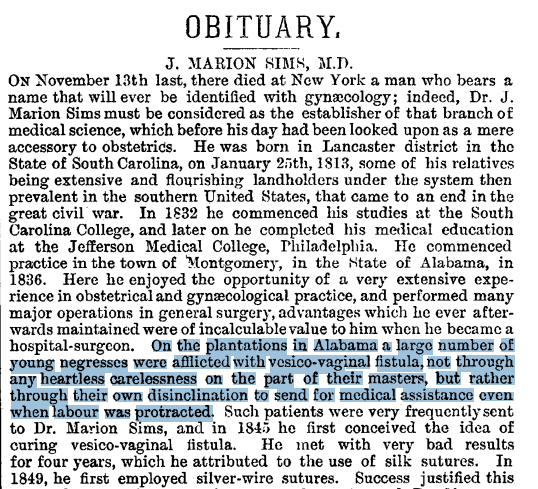 OBITUARY.
J. MARION SIMS, M.D.
ON November 13th last, there died at New York a man who bears a
name that will ever be identified with gynæcology; indeed, Dr. J.
Marion Sims must be considered as the establisher of that branch of
medical science, which before his day had been looked upon as a mere
accessory to obstetrics. He was born in Lancaster district in the
State of South Carolina, on January 25th, 1813, some of his relatives
being extensive and flourishing landholders under the system then
prevalent in the southern United States, that came to an end in the
great civil war. In 1832 he commenced his studies at the South
Carolina College, and later on he completed his medical education
at the Jefferson Medical College, Philadelphia. He commenced
practice in the town of Montgomery, in the State of Alabama, in
1836. Here he enjoyed the opportunity of a very extensive expe-
rience in obstetrical and gynæcological practice, and performed many
major operations in general surgery, advantages which he ever after-
wards maintained were of incalculable value to him when he became a
hospital-surgeon. On the plantations in Alabama a large number of
young negresses were afflicted with vesico-vaginal fistula, not through
any heartless carelessness on the part of their masters, but rather
through their own disinclination to send for medical assistance even
when labour was protracted. Such patients were very frequently sent
to Dr. Marion Sims, and in 1845 he first conceived the idea of
curing vesico-vaginal fistula. He met with very bad results
for four years, which he attributed to the use of silk sutures. In
1849, he first employed silver-wire sutures. Success justified this